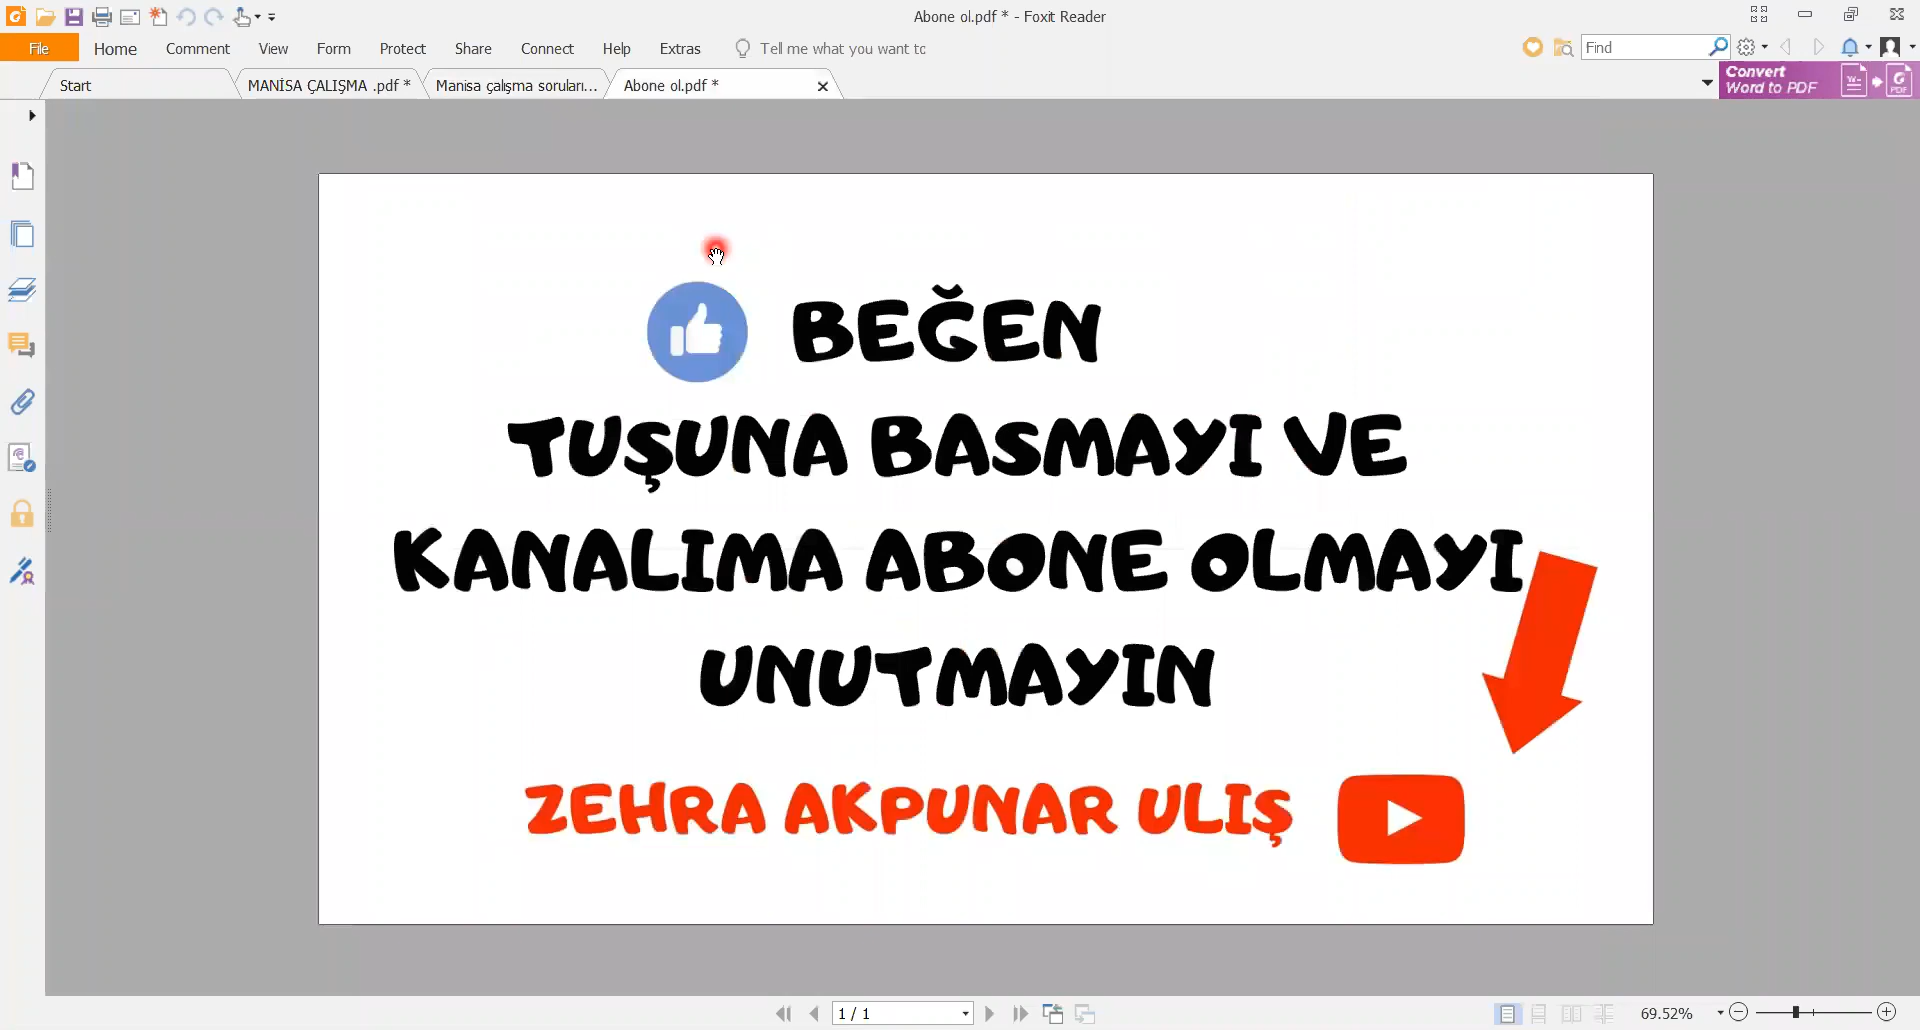 Abone ol.pdf * - Foxit Reader
File Home Comment View Form Protect Share Connect Help Extras Tell me what you want to Find
Start MANİSA ÇALIŞMA .pdf * Manisa çalışma soruları... Abone ol.pdf *
Convert
Word to PDF
PDF
BEĞEN
TUŞUNA BASMAYI VE
KANALIMA ABONE OLMAYI
UNUTMAYIN
ZEHRA AKPUNAR ULIŞ
1 / 1 69.52%